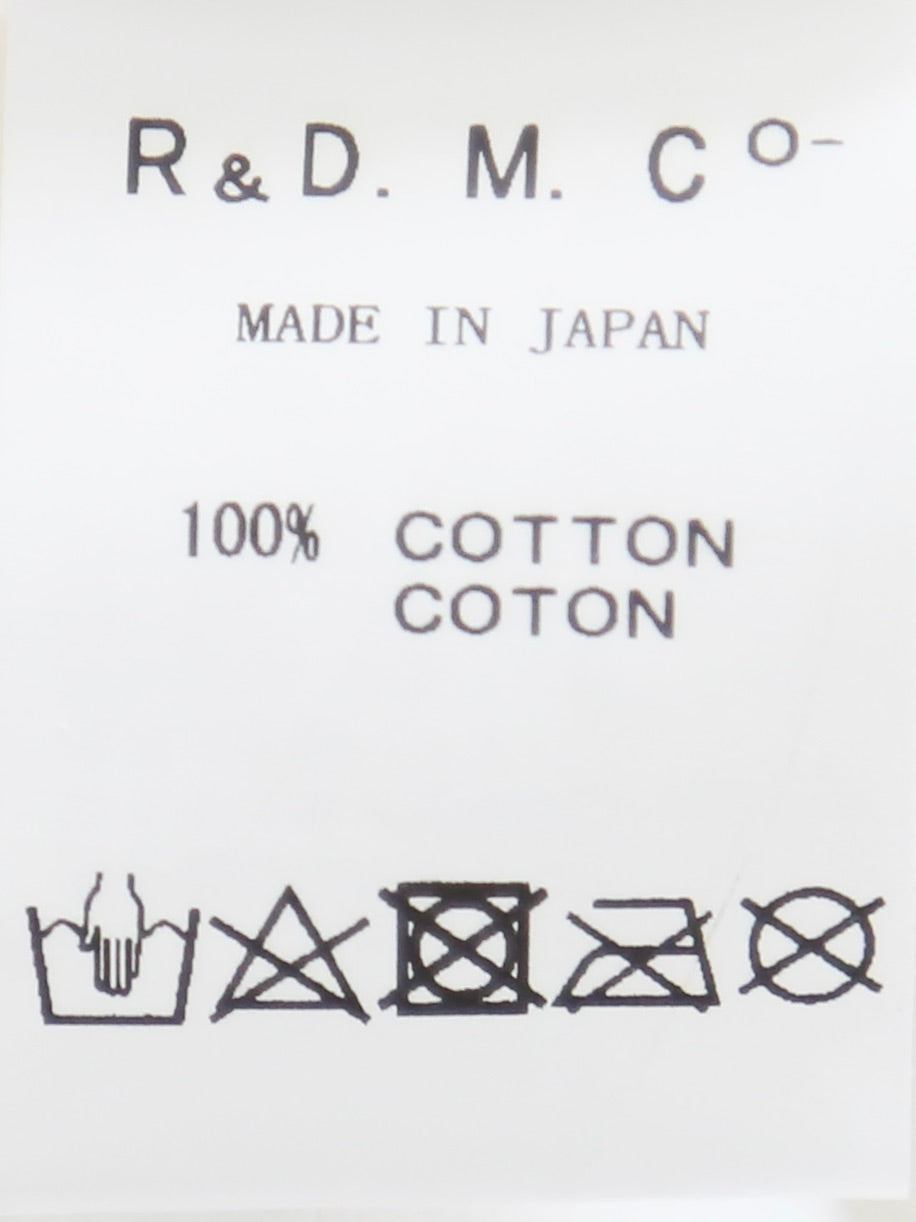 R&D. M. Co-
MADE IN JAPAN
100% COTTON
COTON